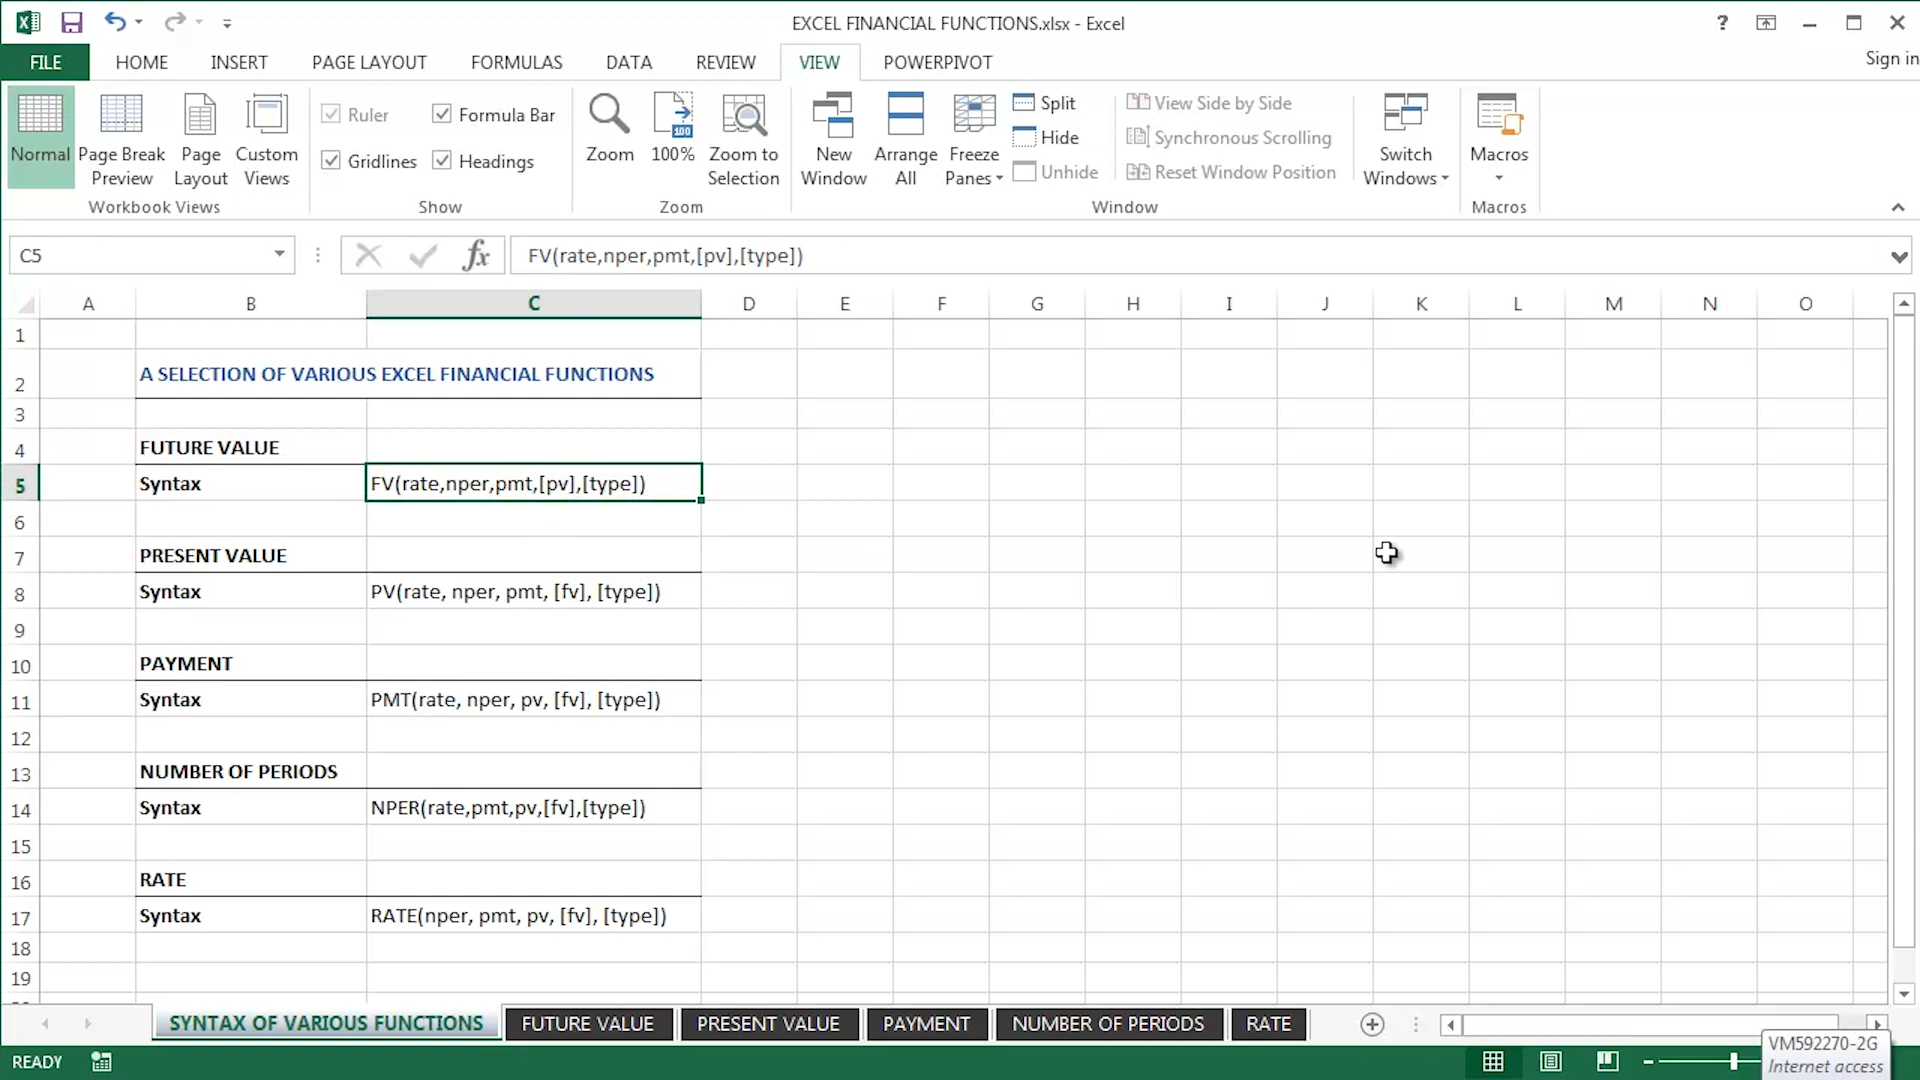 EXCEL FINANCIAL FUNCTIONS.xlsx - Excel
?
FILE HOME INSERT PAGE LAYOUT FORMULAS DATA REVIEW VIEW POWERPIVOT Sign in
Normal
Page Break Preview
Page Layout
Custom Views
Workbook Views
Ruler
Formula Bar
Gridlines
Headings
Show
Zoom
100
100%
Zoom to Selection
Zoom
New Window
Arrange All
Freeze Panes
Split
Hide
Unhide
View Side by Side
Synchronous Scrolling
Reset Window Position
Window
Switch Windows
Macros
Macros
C5 fx FV(rate,nper,pmt,[pv],[type])
A B C D E F G H I J K L M N O
1
2 A SELECTION OF VARIOUS EXCEL FINANCIAL FUNCTIONS
3
4 FUTURE VALUE
5 Syntax FV(rate,nper,pmt,[pv],[type])
6
7 PRESENT VALUE
8 Syntax PV(rate, nper, pmt, [fv], [type])
9
10 PAYMENT
11 Syntax PMT(rate, nper, pv, [fv], [type])
12
13 NUMBER OF PERIODS
14 Syntax NPER(rate,pmt,pv,[fv],[type])
15
16 RATE
17 Syntax RATE(nper, pmt, pv, [fv], [type])
18
19
SYNTAX OF VARIOUS FUNCTIONS FUTURE VALUE PRESENT VALUE PAYMENT NUMBER OF PERIODS RATE
READY
VM592270-2G
Internet access